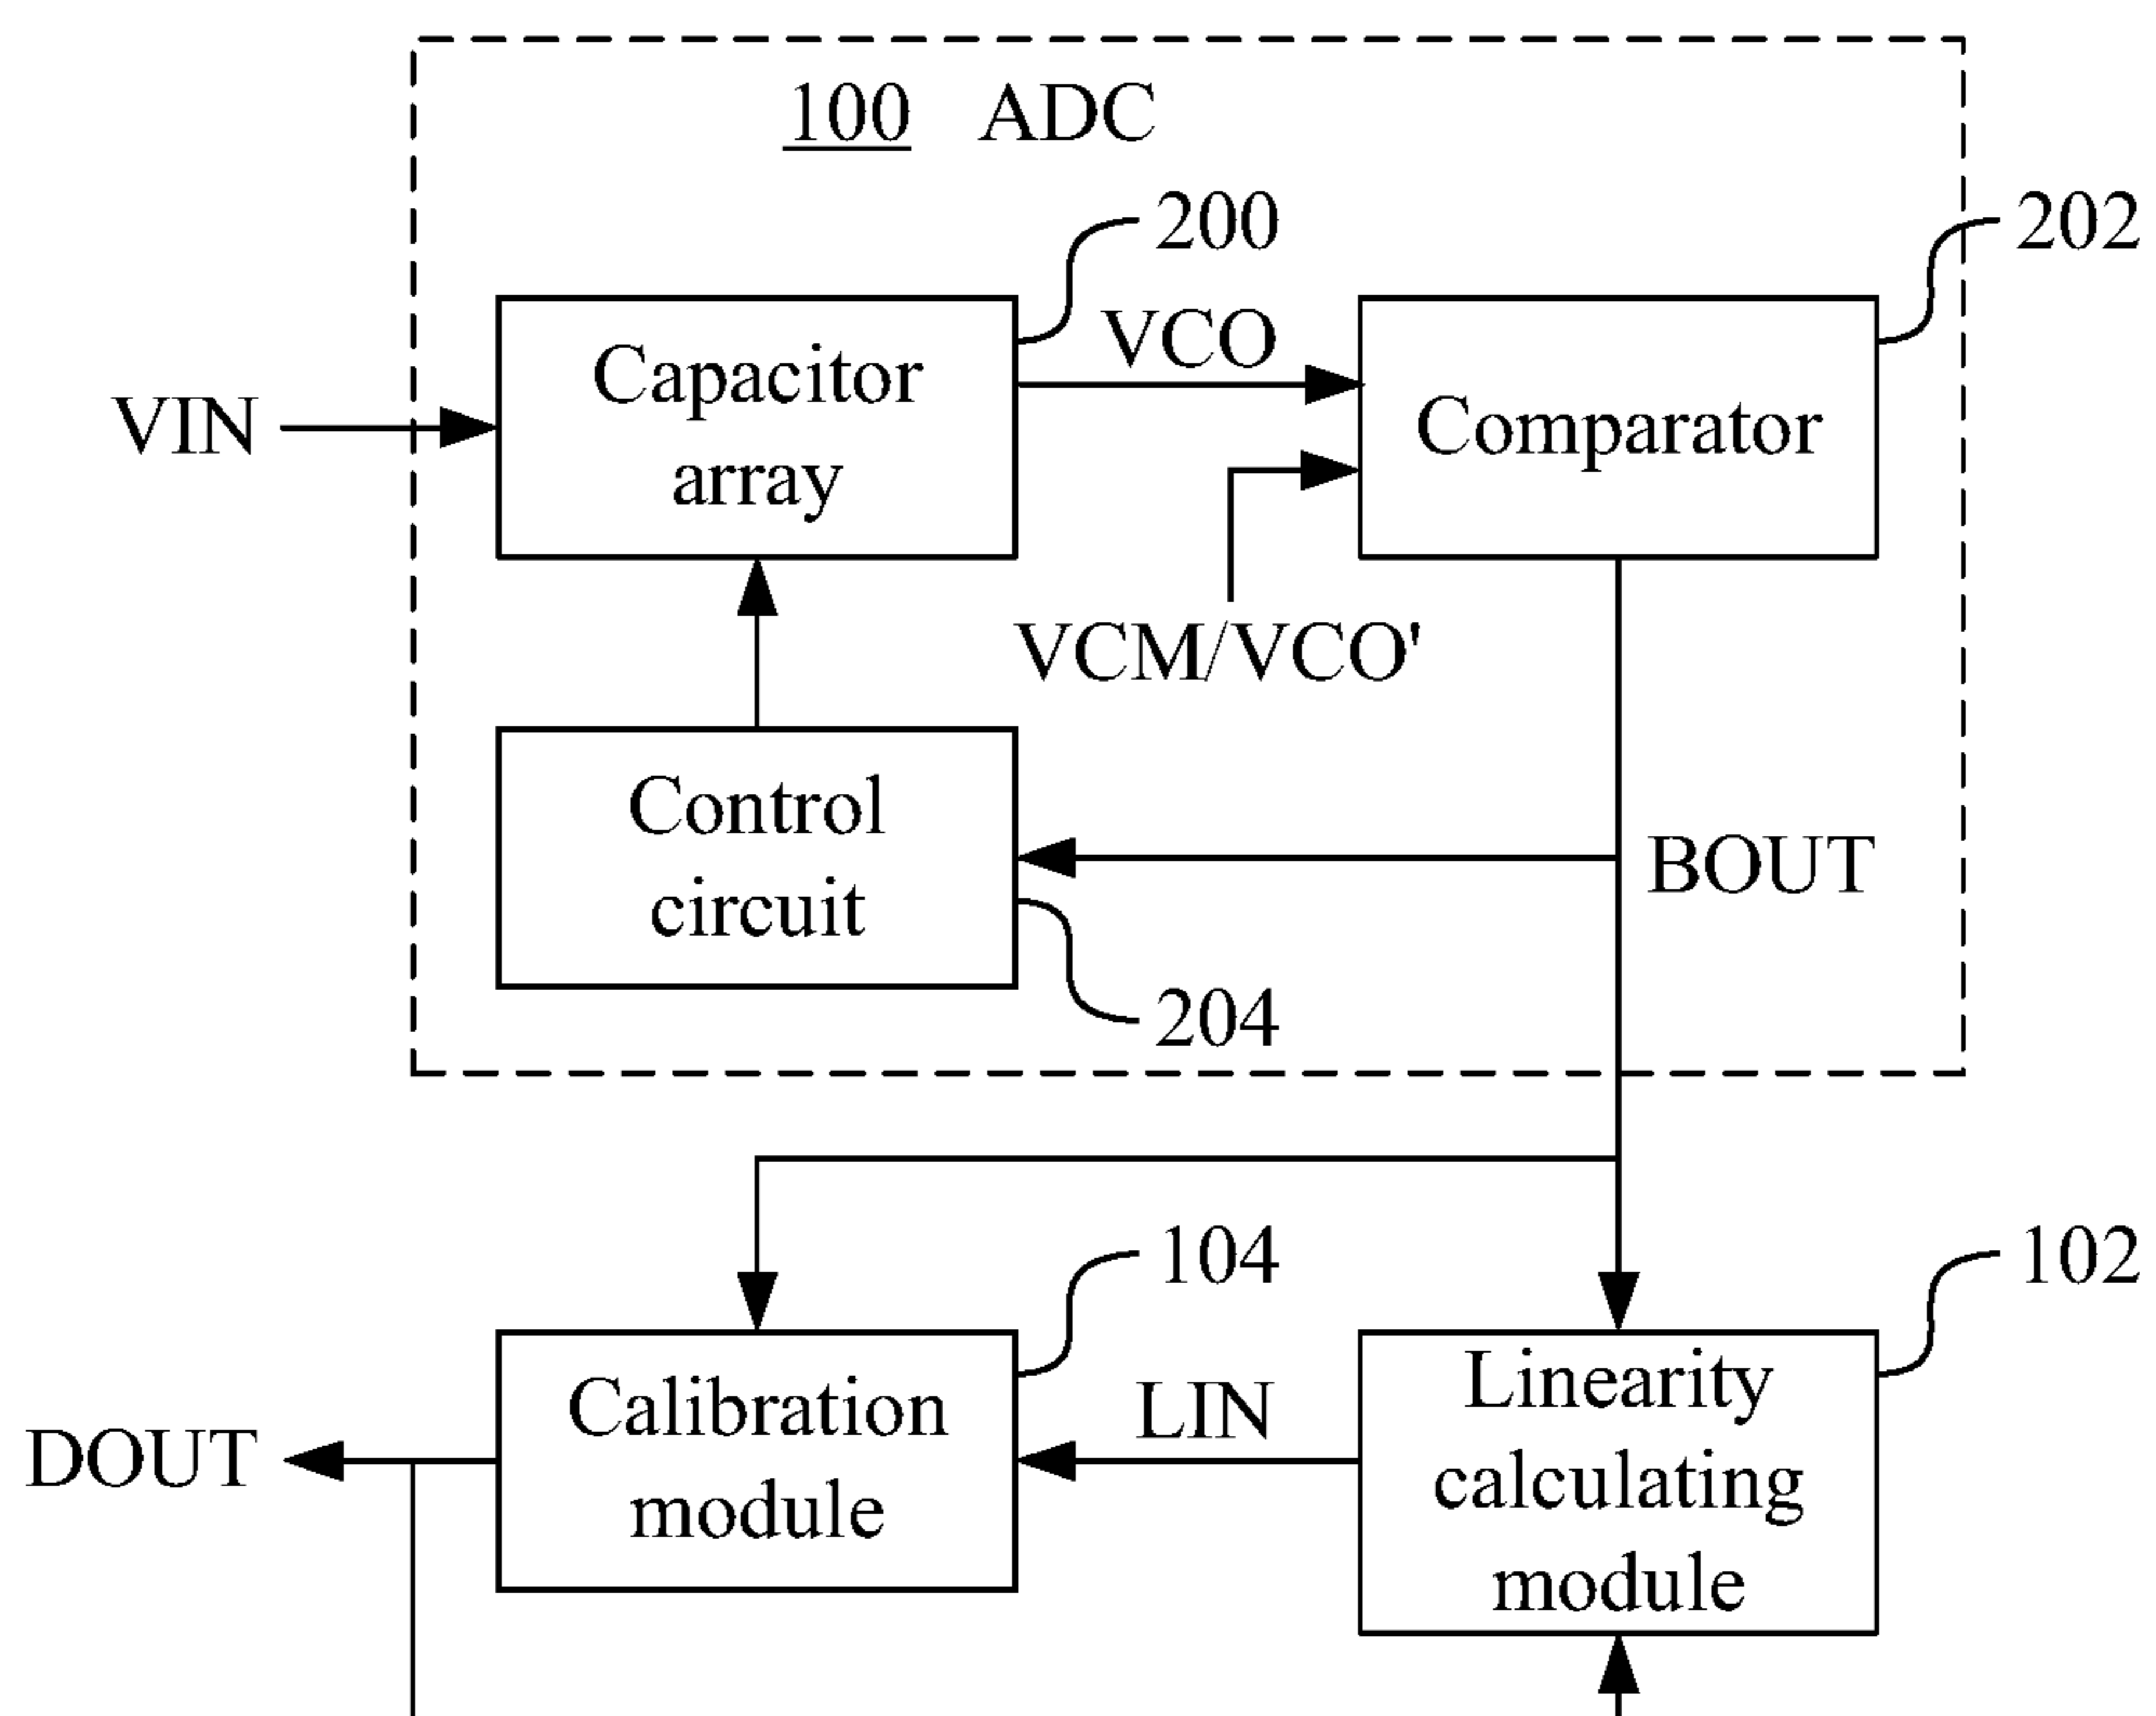 100 ADC
200
202
VCO
Capacitor
array
VIN
Comparator
VCM/VCO'
Control
circuit
BOUT
204
104
102
Calibration
module
LIN
Linearity
calculating
module
DOUT